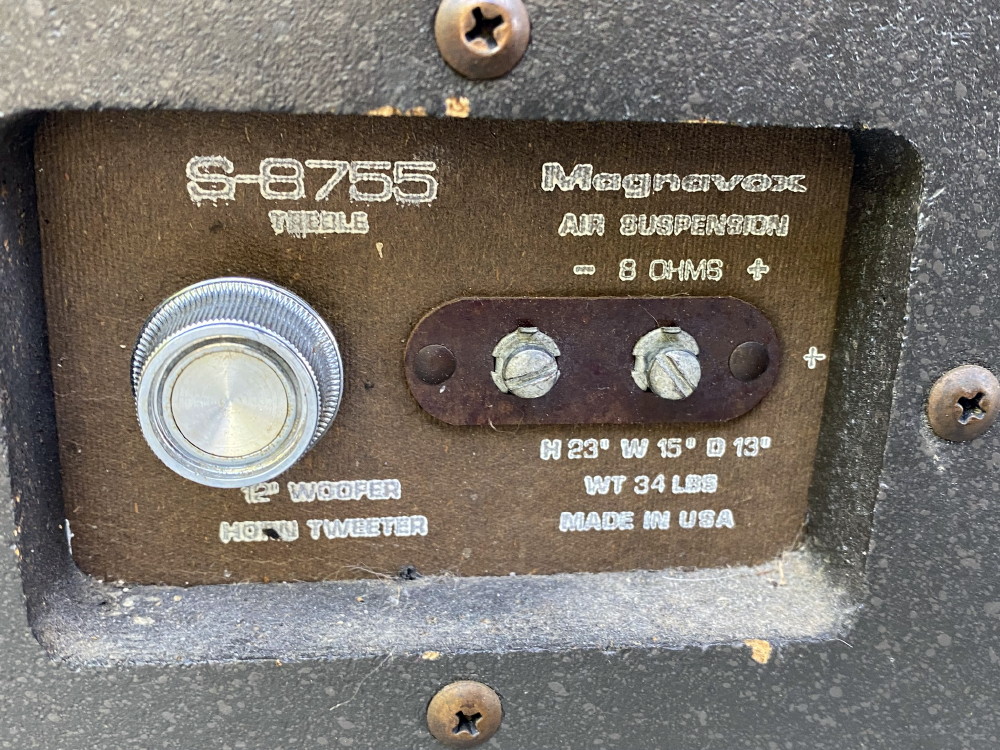 S-8755
TREBLE
12" WOOFER
HORN TWEETER
Magnavox
AIR SUSPENSION
- 8 OHMS +
+
H 23" W 15" D 13"
WT 34 LBS
MADE IN USA